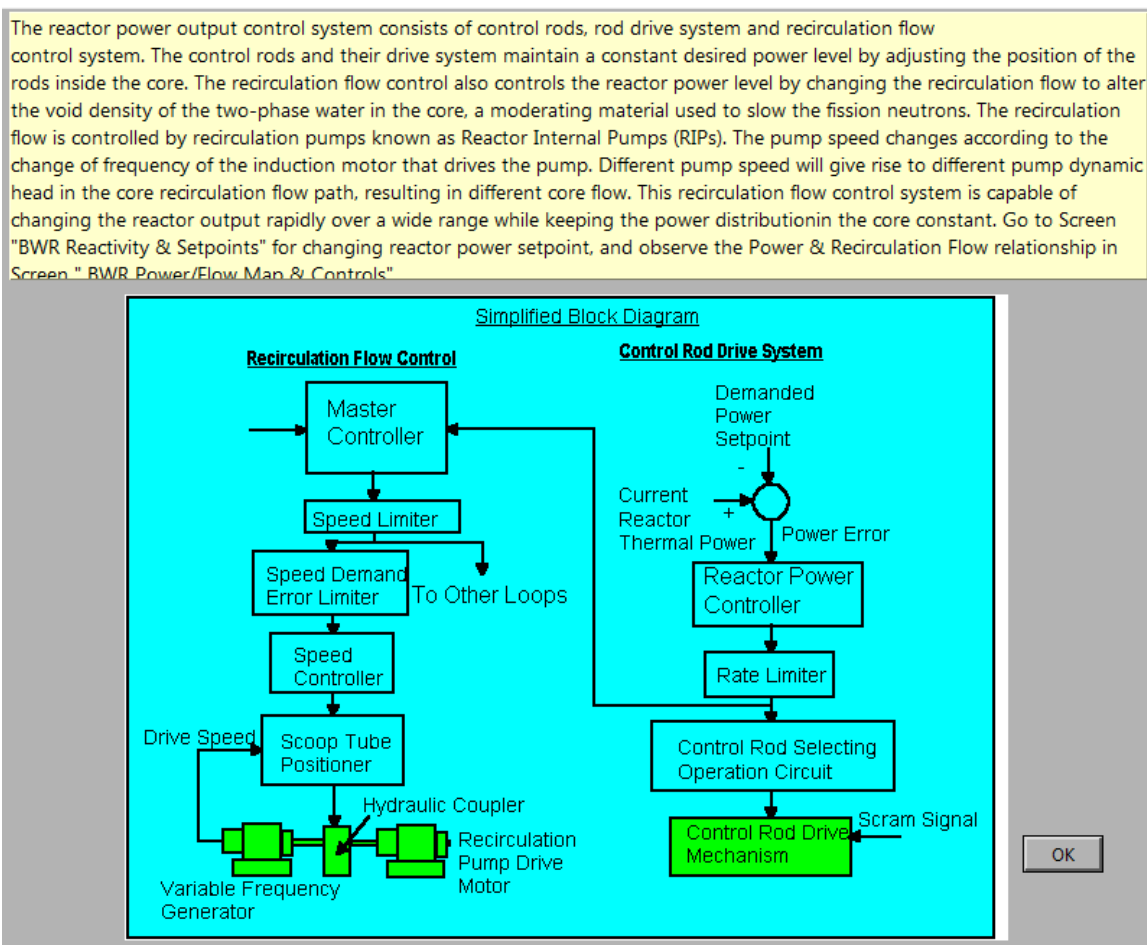 The reactor power output control system consists of control rods, rod drive system and recirculation flow
control system. The control rods and their drive system maintain a constant desired power level by adjusting the position of the
rods inside the core. The recirculation flow control also controls the reactor power level by changing the recirculation flow to alter
the void density of the two-phase water in the core, a moderating material used to slow the fission neutrons. The recirculation
flow is controlled by recirculation pumps known as Reactor Internal Pumps (RIPs). The pump speed changes according to the
change of frequency of the induction motor that drives the pump. Different pump speed will give rise to different pump dynamic
head in the core recirculation flow path, resulting in different core flow. This recirculation flow control system is capable of
changing the reactor output rapidly over a wide range while keeping the power distributionin the core constant. Go to Screen
"BWR Reactivity & Setpoints" for changing reactor power setpoint, and observe the Power & Recirculation Flow relationship in
Screen " BWR Power/Flow Map & Controls"
Simplified Block Diagram
Recirculation Flow Control
Master
Controller
Speed Limiter
Speed Demand
Error Limiter
To Other Loops
Speed
Controller
Drive Speed
Scoop Tube
Positioner
Hydraulic Coupler
Recirculation
Pump Drive
Motor
Variable Frequency
Generator
Control Rod Drive System
Demanded
Power
Setpoint
-
Current
Reactor
Thermal Power
+
Power Error
Reactor Power
Controller
Rate Limiter
Control Rod Selecting
Operation Circuit
Control Rod Drive
Mechanism
Scram Signal
OK